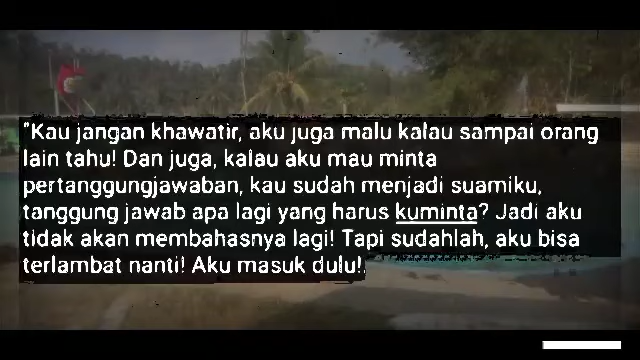 "Kau jangan khawatir, aku juga malu kalau sampai orang
lain tahu! Dan juga, kalau aku mau minta
pertanggungjawaban, kau sudah menjadi suamiku,
tanggung jawab apa lagi yang harus kuminta? Jadi aku
tidak akan membahasnya lagi! Tapi sudahlah, aku bisa
terlambat nanti! Aku masuk dulu!.